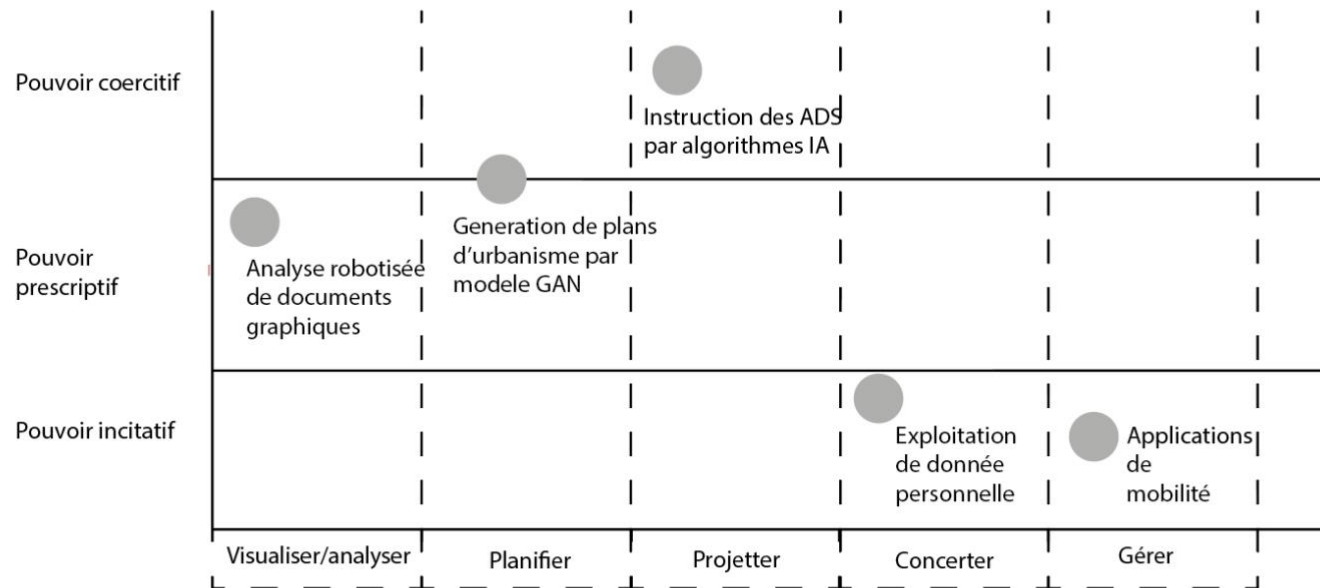 Pouvoir coercitif
Instruction des ADS
par algorithmes IA
Pouvoir
prescriptif
Analyse robotisée
de documents
graphiques
Generation de plans
d’urbanisme par
modele GAN
Pouvoir incitatif
Exploitation
de donnée
personnelle
Applications
de
mobilité
Visualiser/analyser
Planifier
Projetter
Concerter
Gérer